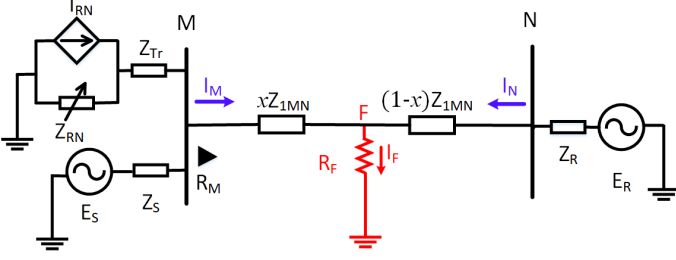 I_RN
M
N
Z_Tr
I_M
xZ_1MN
(1-x)Z_1MN
I_N
F
Z_RN
R_F
I_F
R_M
Z_R
E_R
E_S
Z_S